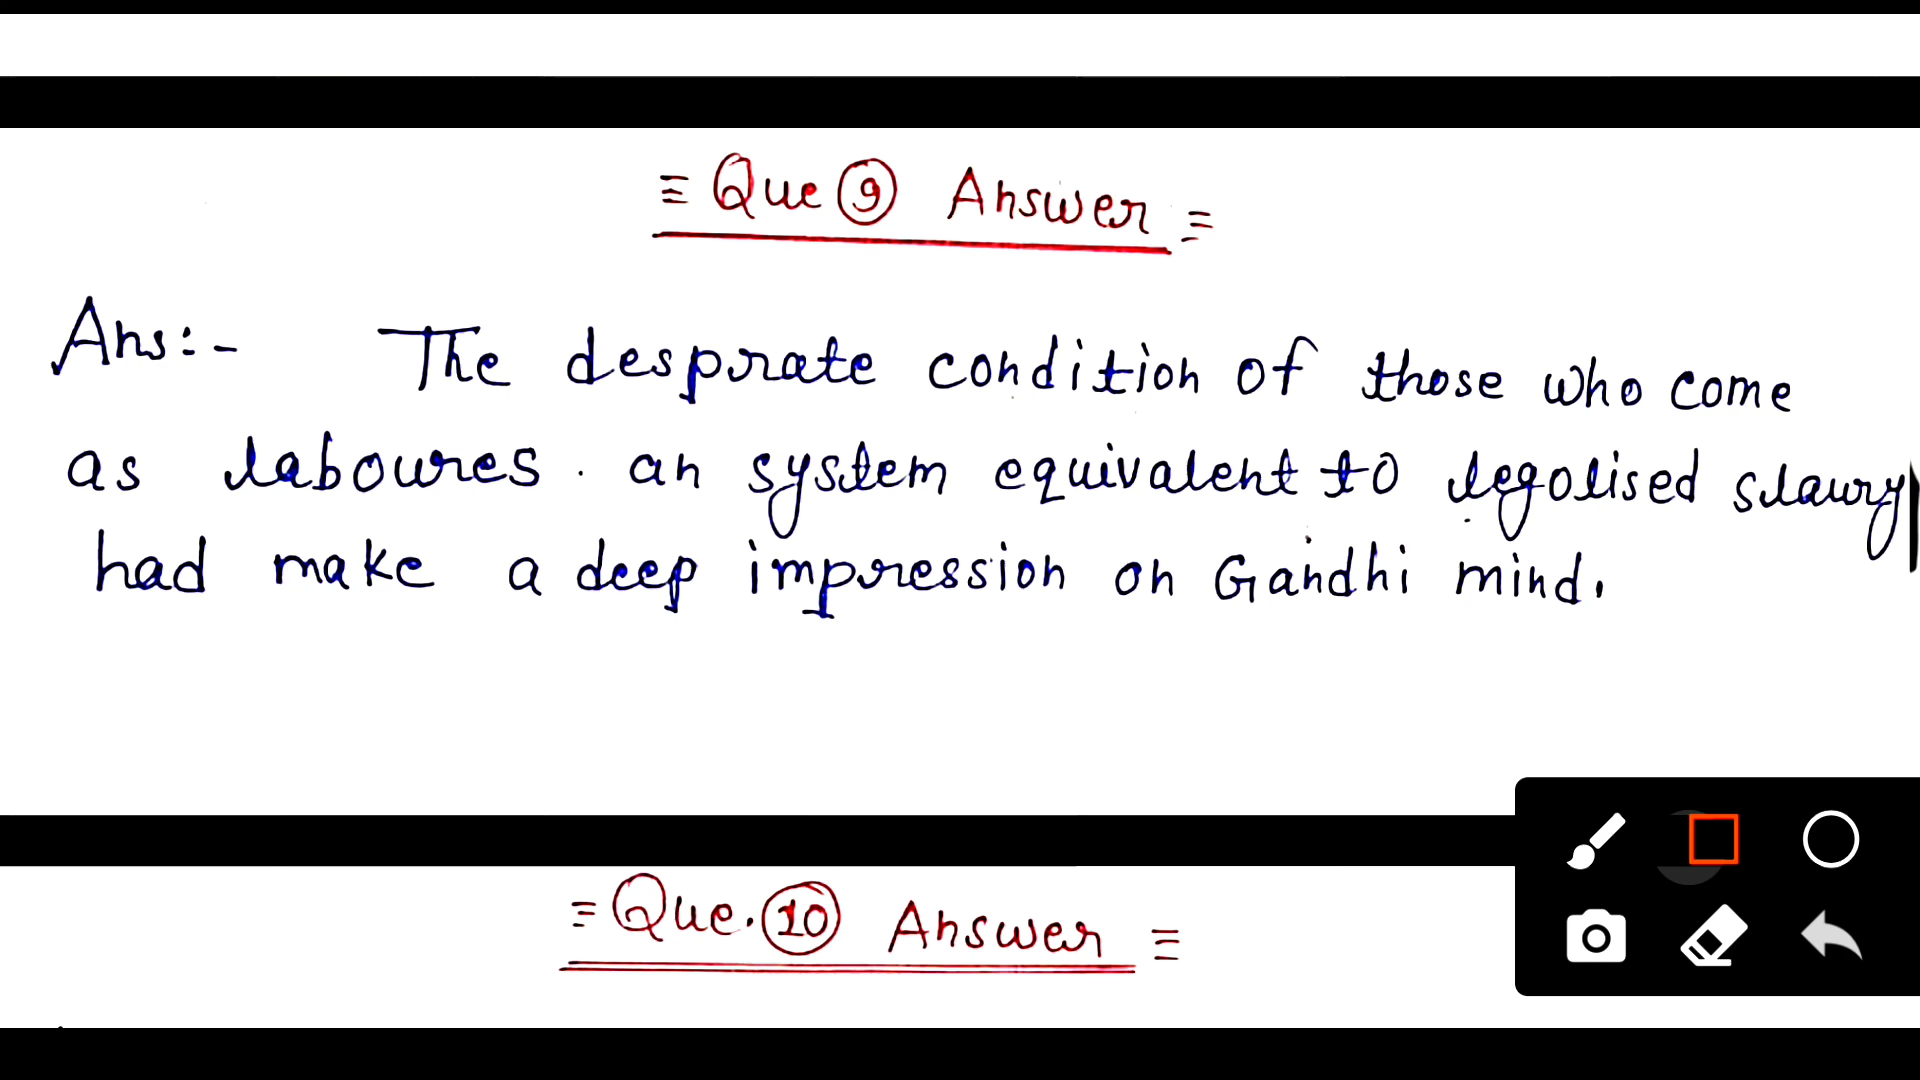 = Que 9 Answer =
Ans:- The desprate condition of those who come
as laboures. an system equivalent to legolised slavry
had make a deep impression on Gandhi mind.
= Que. 10 Answer =